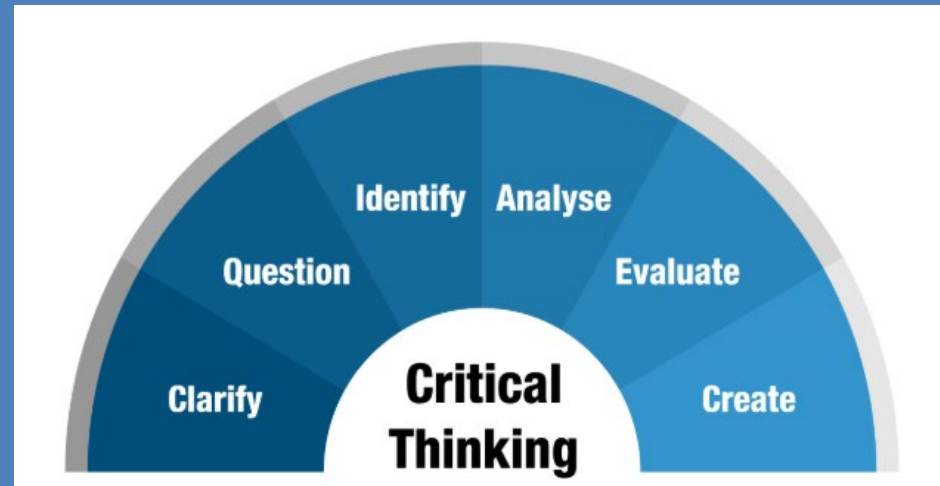 Clarify
Question
Identify
Analyse
Evaluate
Create
Critical
Thinking